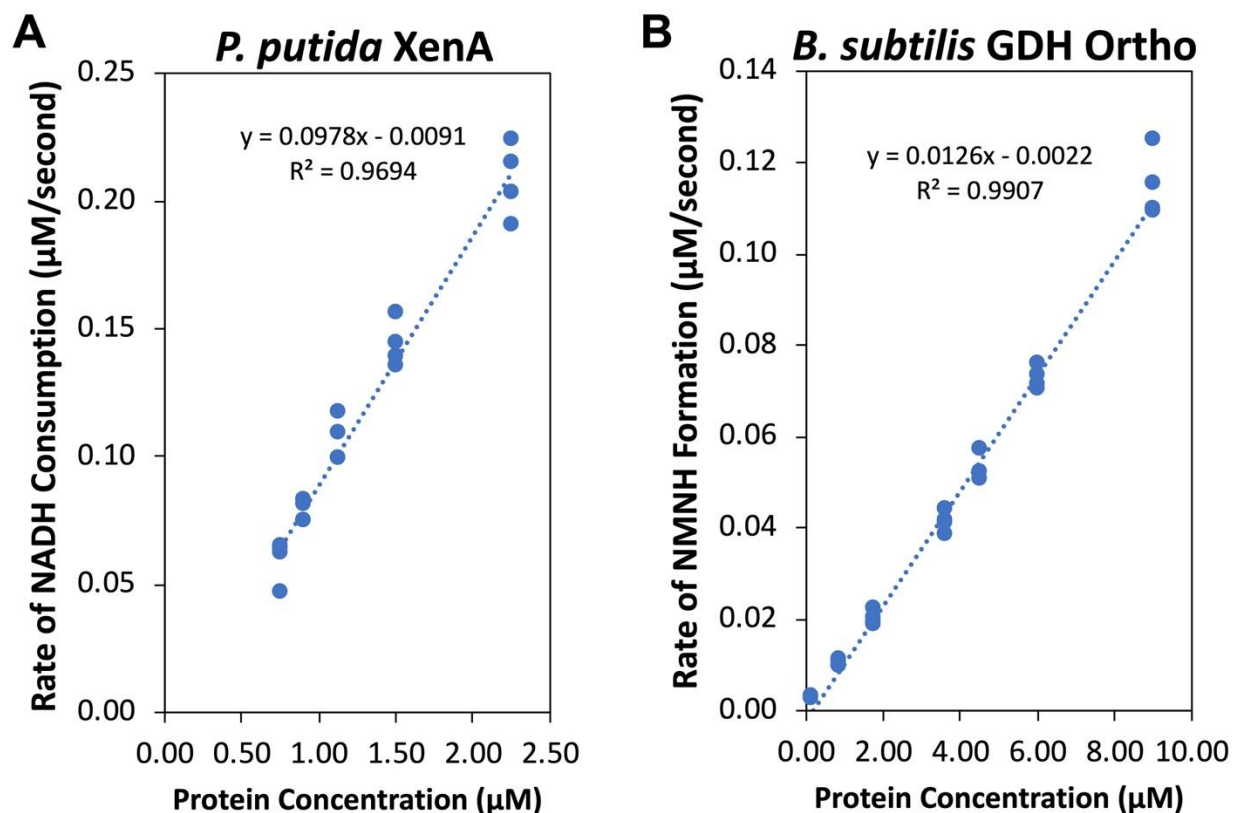 A
P. putida XenA
Rate of NADH Consumption (µM/second)
0.25
0.20
0.15
0.10
0.05
0.00
y = 0.0978x - 0.0091
R² = 0.9694
0.00 0.50 1.00 1.50 2.00 2.50
Protein Concentration (µM)
B
B. subtilis GDH Ortho
Rate of NMNH Formation (µM/second)
0.14
0.12
0.10
0.08
0.06
0.04
0.02
0.00
y = 0.0126x - 0.0022
R² = 0.9907
0.00 2.00 4.00 6.00 8.00 10.00
Protein Concentration (µM)